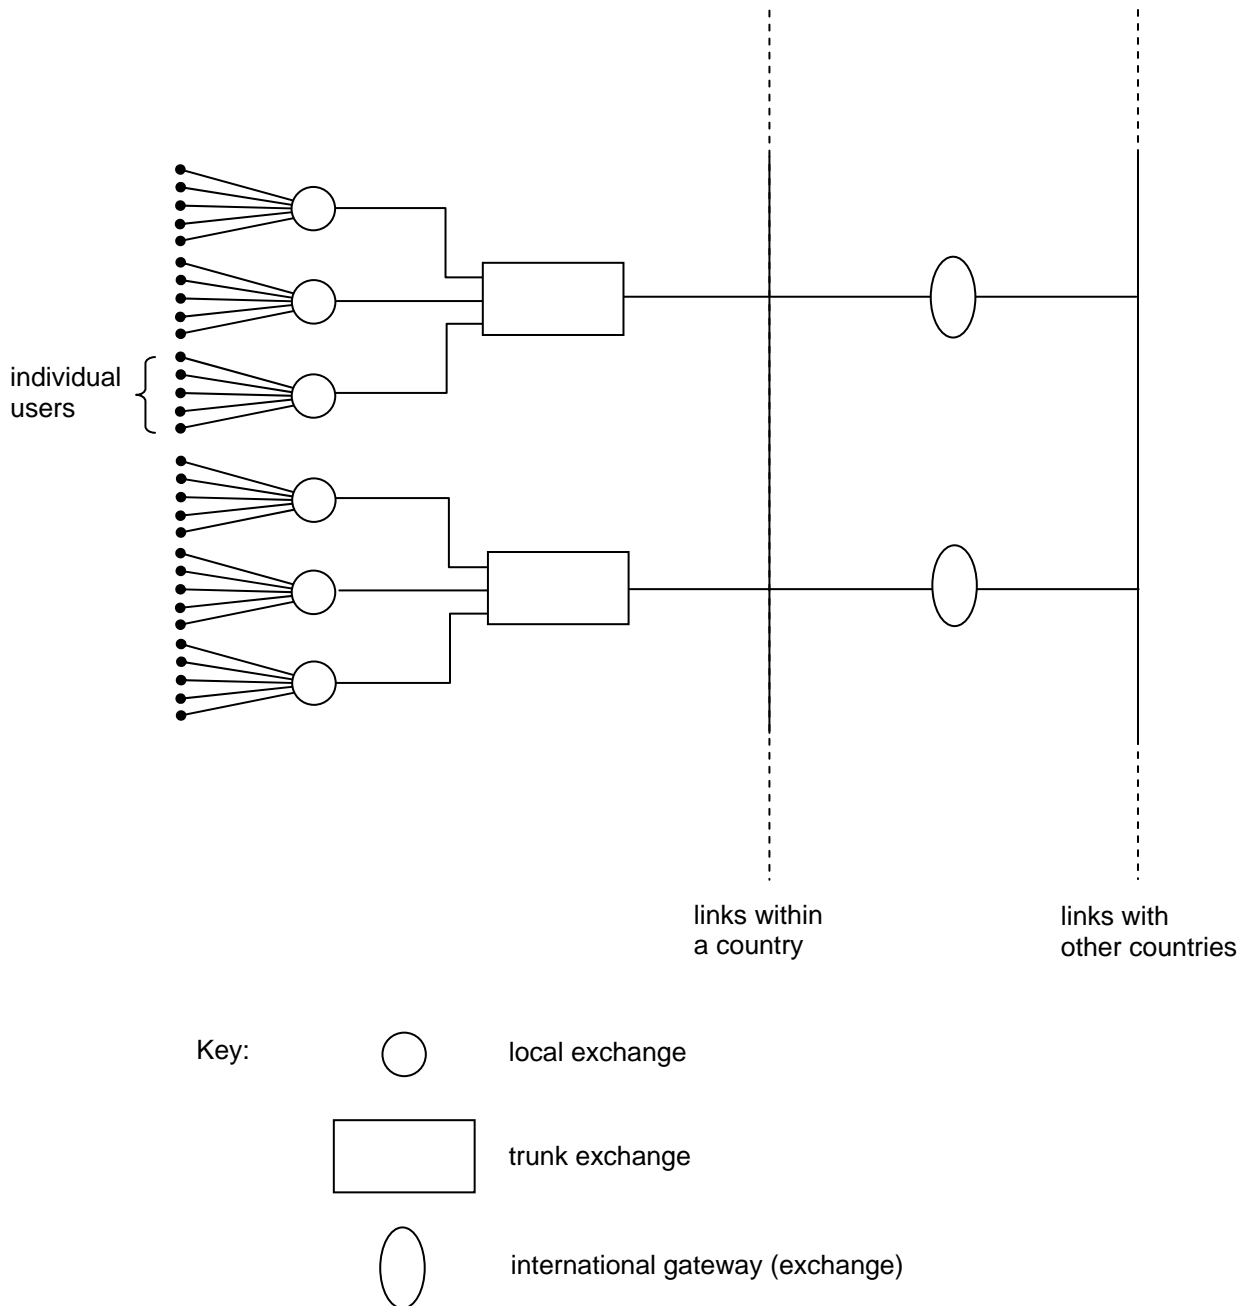 individual
users
links within
a country
links with
other countries
Key:
local exchange
trunk exchange
international gateway (exchange)